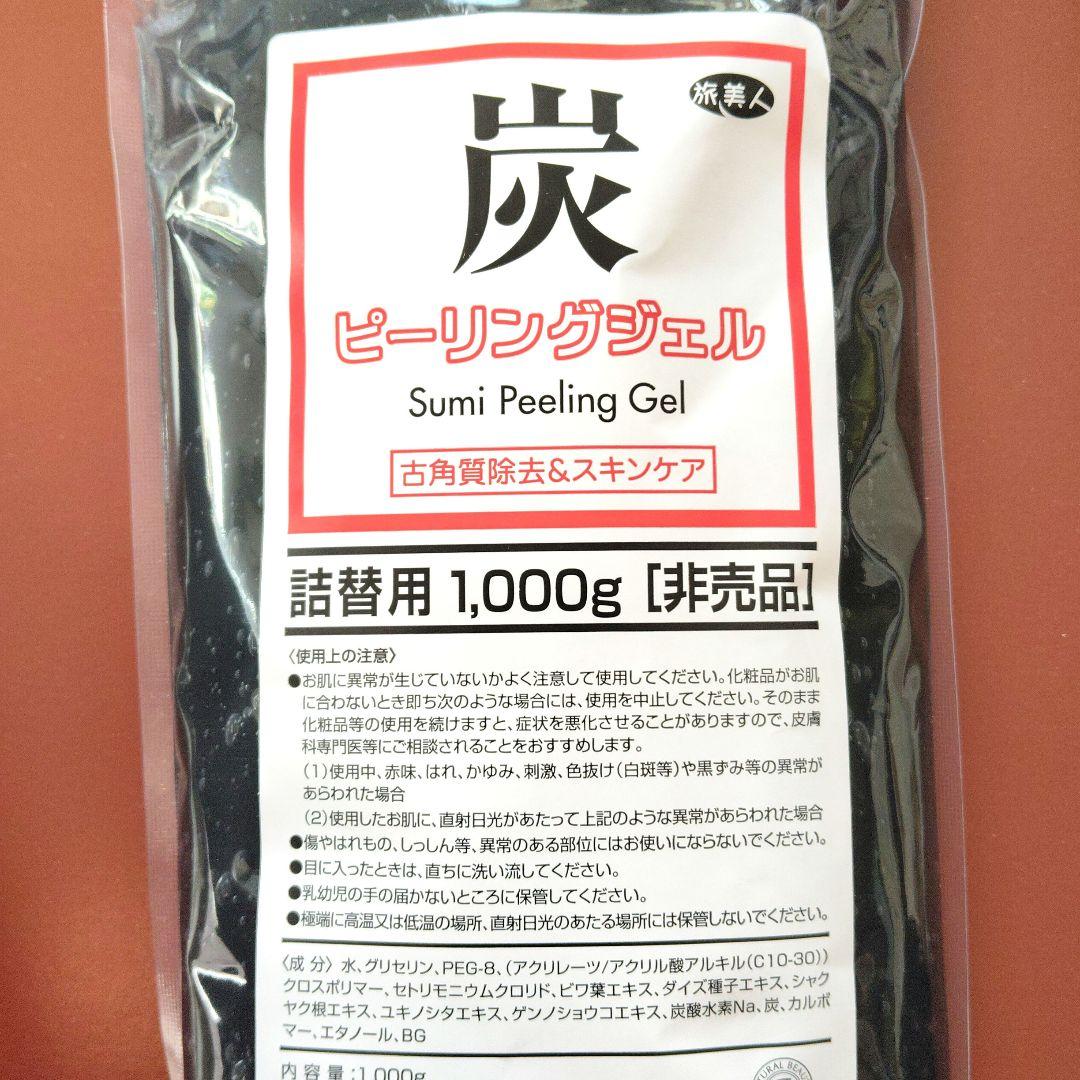 炭
旅美人
ピーリングジェル
Sumi Peeling Gel
古角質除去&スキンケア
詰替用 1,000g [非売品]
〈使用上の注意〉
●お肌に異常が生じていないかよく注意して使用してください。化粧品がお肌
に合わないとき即ち次のような場合には、使用を中止してください。そのまま
化粧品等の使用を続けますと、症状を悪化させることがありますので、皮膚
科専門医等にご相談されることをおすすめします。
(1)使用中、赤味、はれ、かゆみ、刺激、色抜け(白斑等)や黒ずみ等の異常が
あらわれた場合
(2)使用したお肌に、直射日光があたって上記のような異常があらわれた場合
●傷やはれもの、しっしん等、異常のある部位にはお使いにならないでください。
●目に入ったときは、直ちに洗い流してください。
●乳幼児の手の届かないところに保管してください。
●極端に高温又は低温の場所、直射日光のあたる場所には保管しないでください。
〈成分〉水、グリセリン、PEG-8、(アクリレーツ/アクリル酸アルキル(C10-30))
クロスポリマー、セトリモニウムクロリド、ビワ葉エキス、ダイズ種子エキス、シャク
ヤク根エキス、ユキノシタエキス、ゲンノショウコエキス、炭酸水素Na、炭、カルボ
マー、エタノール、BG
内容量:1,000g